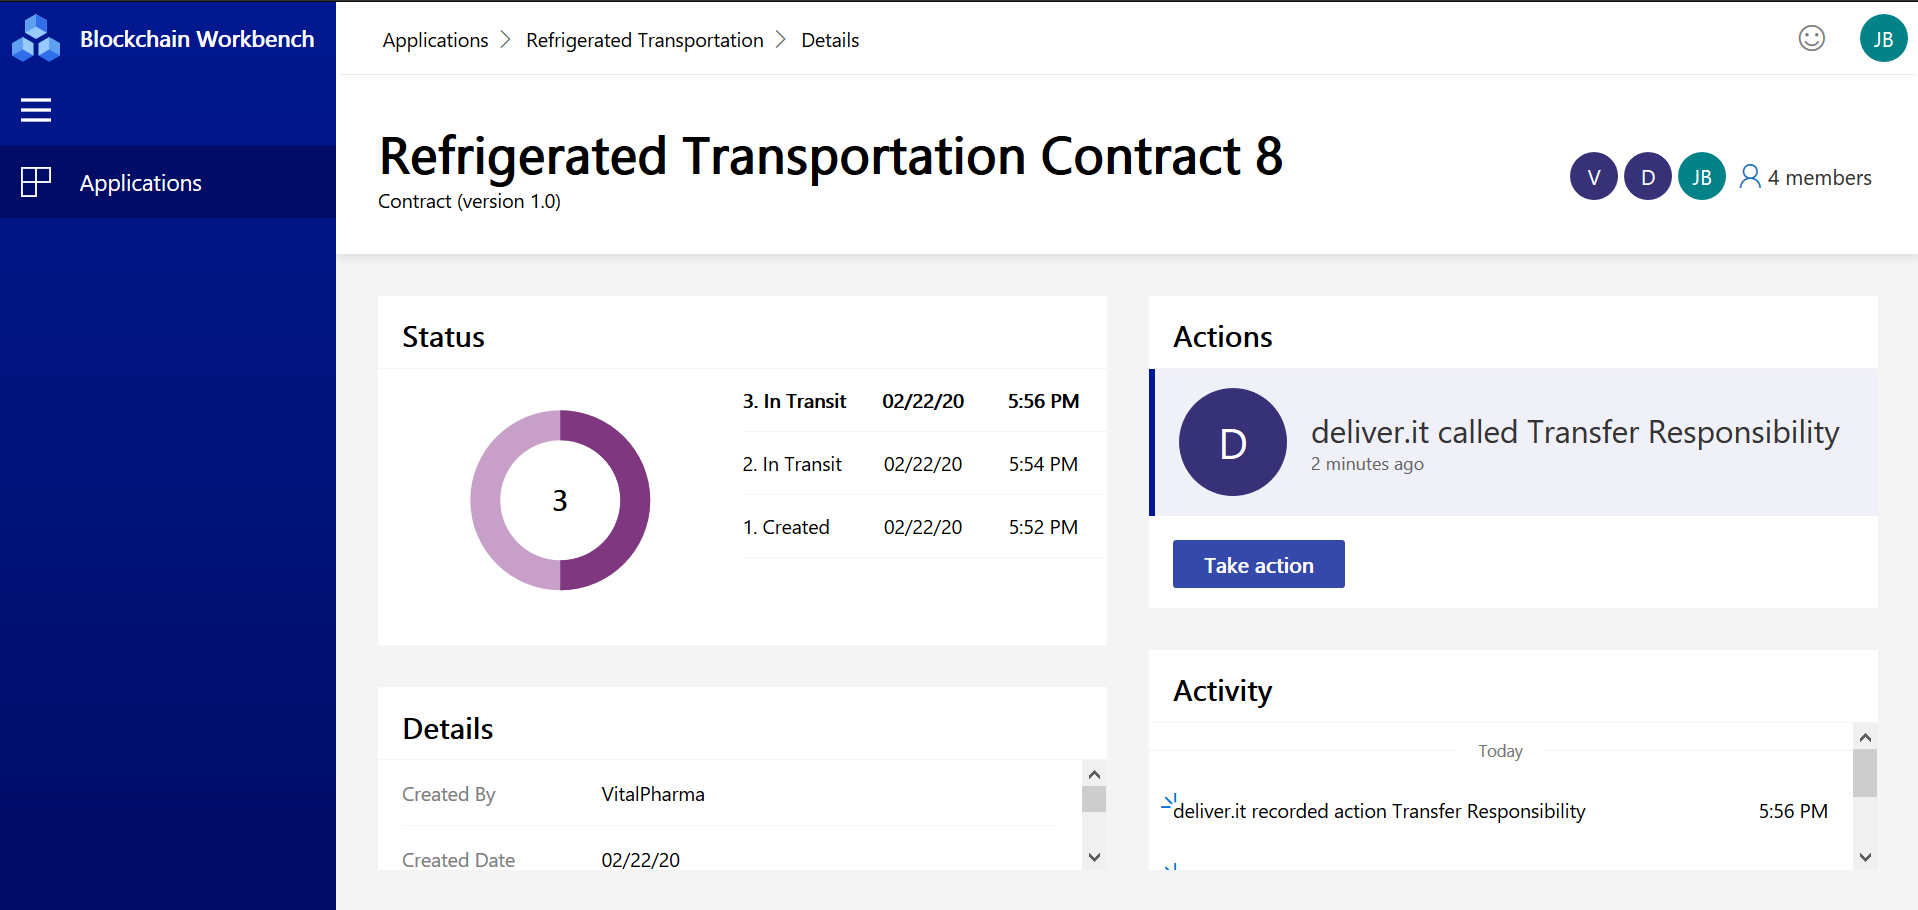 Blockchain Workbench
Applications
Applications > Refrigerated Transportation > Details
JB
Refrigerated Transportation Contract 8
Contract (version 1.0)
V D JB 4 members
Status
3
3. In Transit 02/22/20 5:56 PM
2. In Transit 02/22/20 5:54 PM
1. Created 02/22/20 5:52 PM
Actions
D
deliver.it called Transfer Responsibility
2 minutes ago
Take action
Details
Created By VitalPharma
Created Date 02/22/20
Activity
Today
deliver.it recorded action Transfer Responsibility 5:56 PM